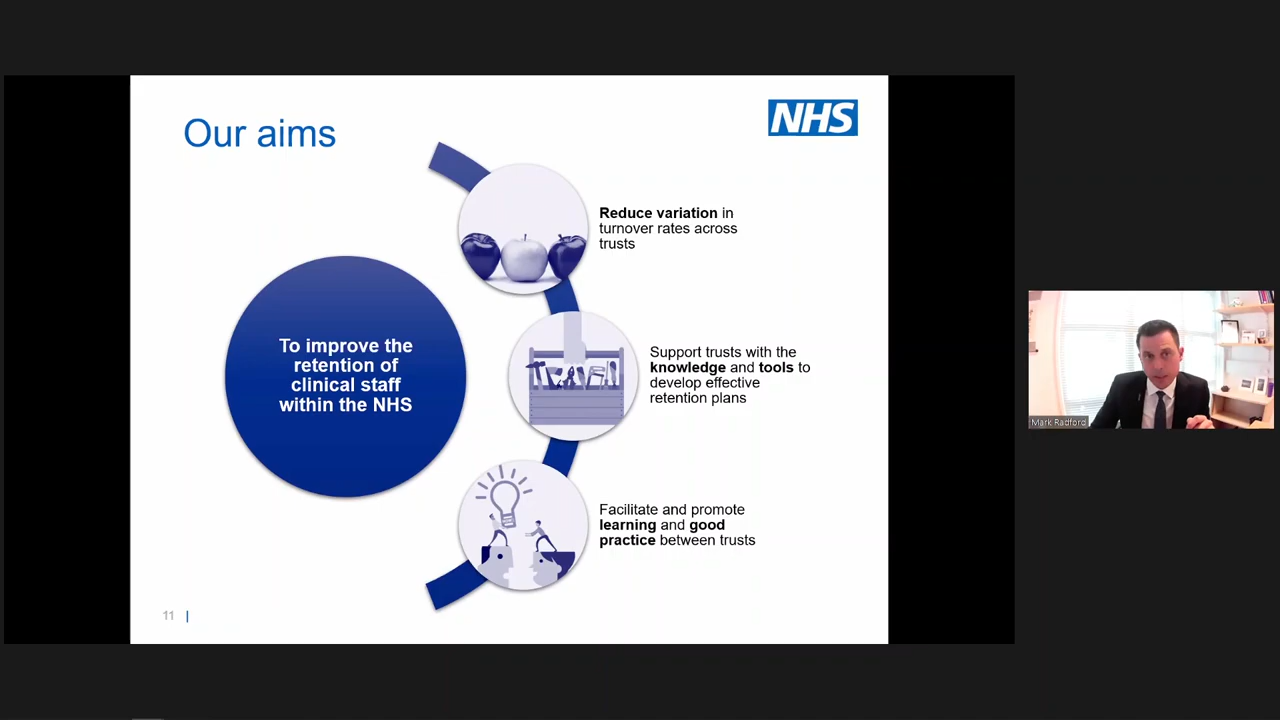 Our aims
NHS
To improve the
retention of
clinical staff
within the NHS
Reduce variation in
turnover rates across
trusts
Support trusts with the
knowledge and tools to
develop effective
retention plans
Facilitate and promote
learning and good
practice between trusts
11 |
Mark Radford